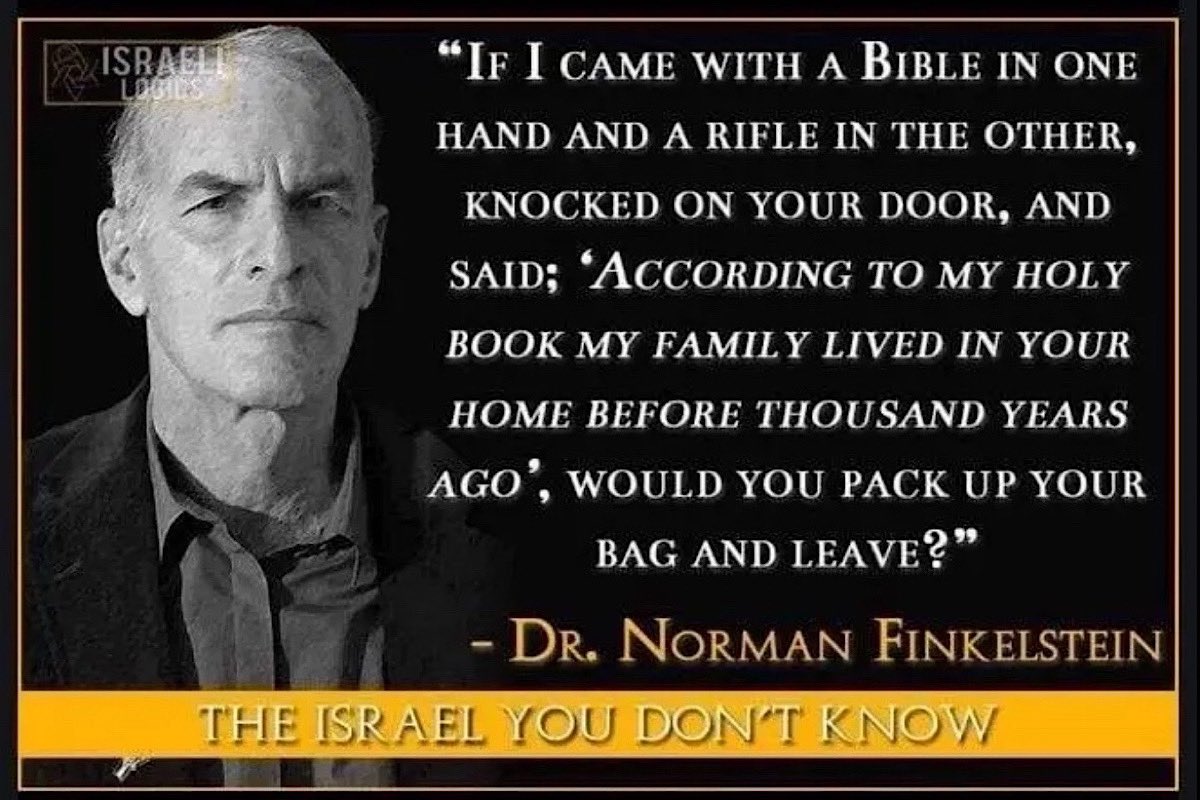 ISRAELI
LOGICS
“IF I CAME WITH A BIBLE IN ONE
HAND AND A RIFLE IN THE OTHER,
KNOCKED ON YOUR DOOR, AND
SAID; ‘ACCORDING TO MY HOLY
BOOK MY FAMILY LIVED IN YOUR
HOME BEFORE THOUSAND YEARS
AGO’, WOULD YOU PACK UP YOUR
BAG AND LEAVE?”
- DR. NORMAN FINKELSTEIN
THE ISRAEL YOU DON’T KNOW